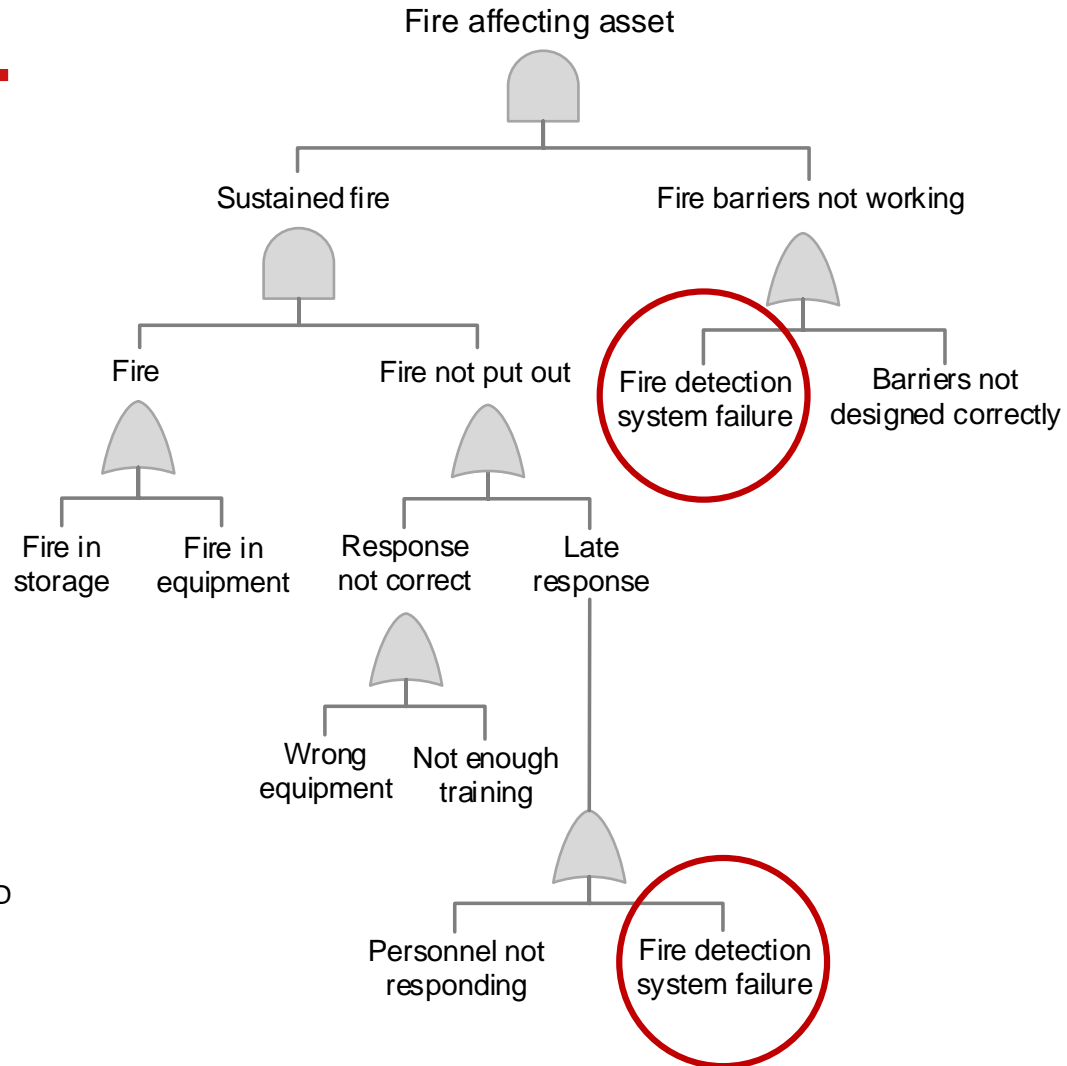 Fire affecting asset
Sustained fire
Fire barriers not working
Fire
Fire not put out
Fire detection
system failure
Barriers not
designed correctly
Fire in
storage
Fire in
equipment
Response
not correct
Late
response
Wrong
equipment
Not enough
training
D
Personnel not
responding
Fire detection
system failure